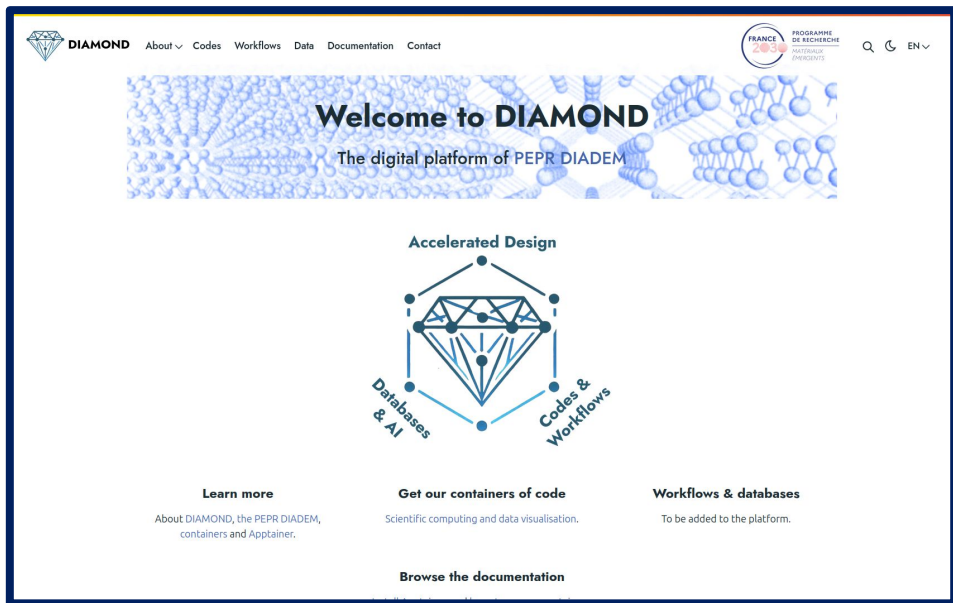 DIAMOND About Codes Workflows Data Documentation Contact
FRANCE 2030
PROGRAMME
DE RECHERCHE
MATÉRIAUX
ÉMERGENTS
EN
Welcome to DIAMOND
The digital platform of PEPR DIADEM
Accelerated Design
Databases
& AI
Codes &
Workflows
Learn more
About DIAMOND, the PEPR DIADEM,
containers and Apptainer.
Get our containers of code
Scientific computing and data visualisation.
Workflows & databases
To be added to the platform.
Browse the documentation